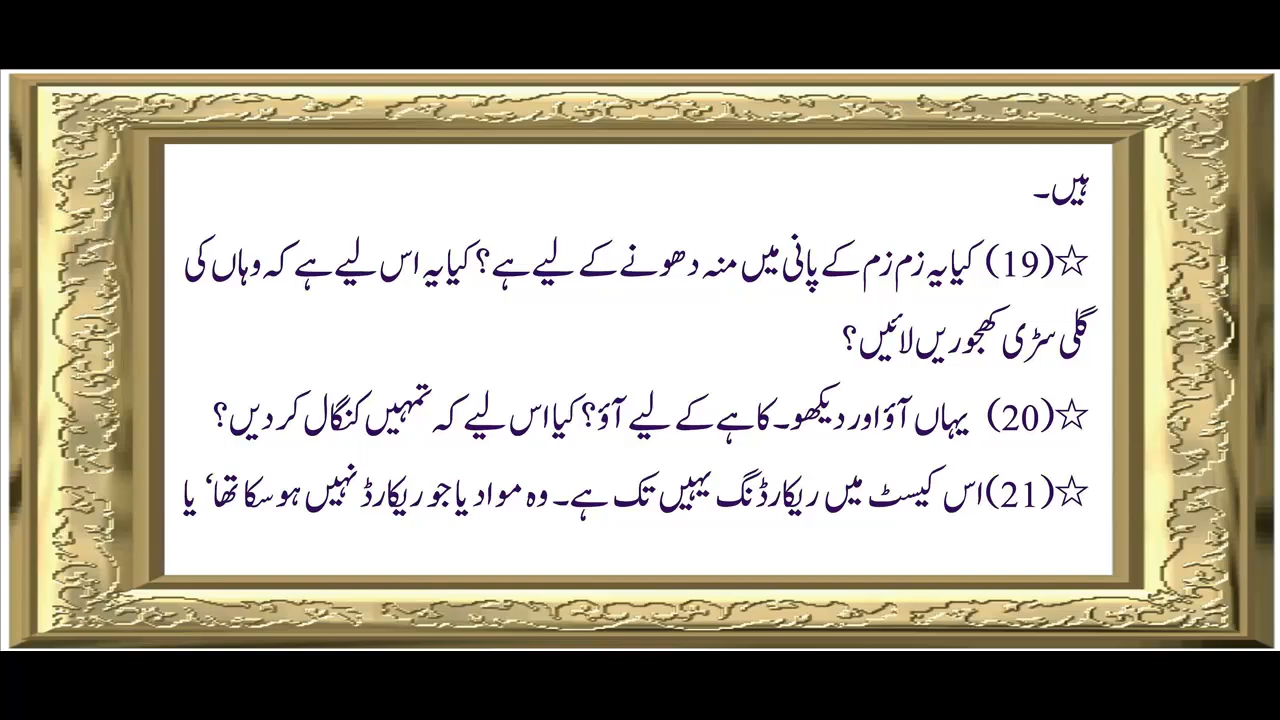 ہیں۔
☆(19) کیا یہ زم زم کے پانی میں منہ دھونے کے لیے ہے؟ کیا یہ اس لیے ہے کہ وہاں کی
گلی سڑی کھجوریں لائیں؟
☆(20) یہاں آؤ اور دیکھو۔ کاہے کے لیے آؤ؟ کیا اس لیے کہ تمہیں کنگال کر دیں؟
☆(21) اس کیسٹ میں ریکارڈنگ یہیں تک ہے۔ وہ مواد یا جو ریکارڈ نہیں ہو سکا تھا‘ یا